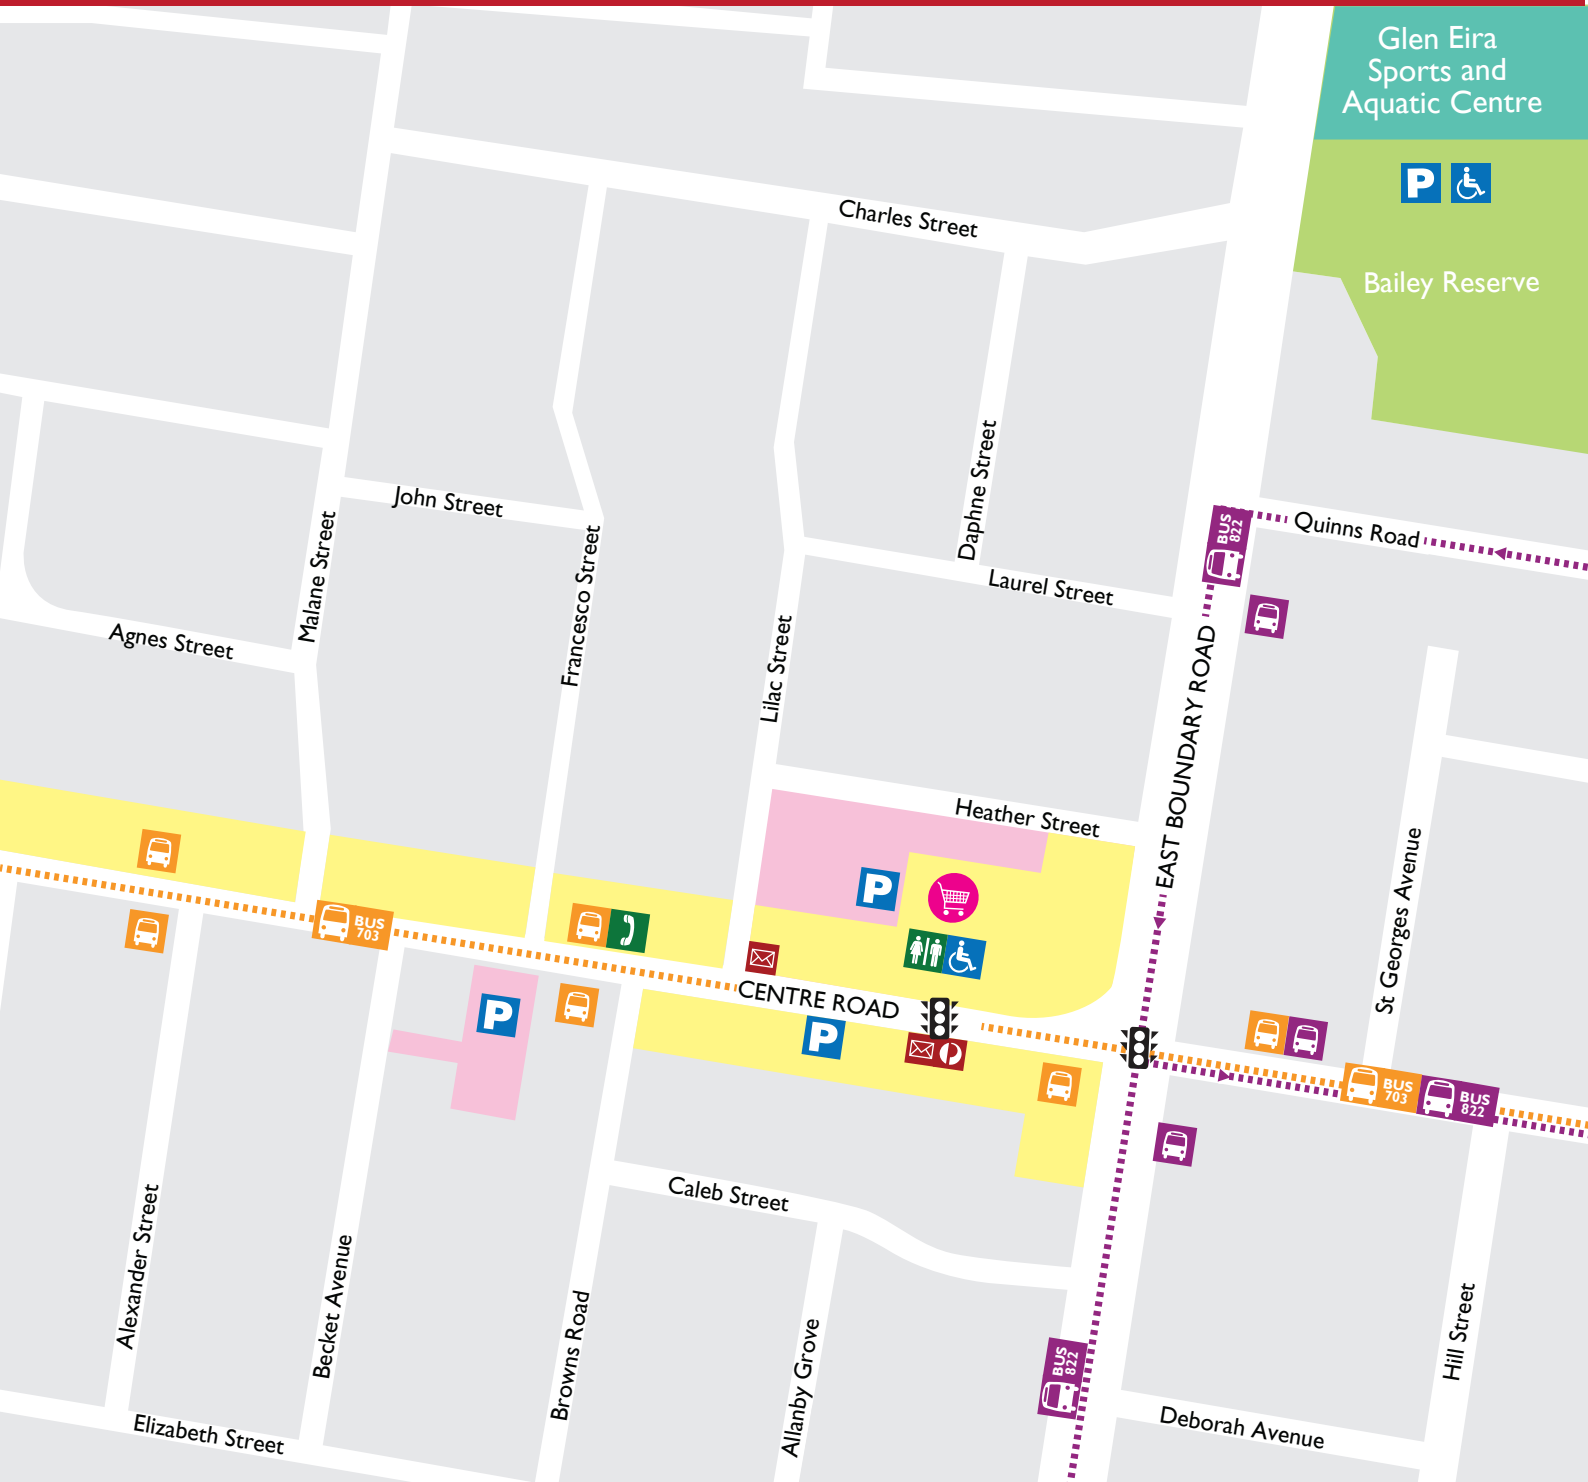 Glen Eira
Sports and
Aquatic Centre
P
Bailey Reserve
Charles Street
John Street
Daphne Street
BUS
822
Quinns Road
Malane Street
Francesco Street
Laurel Street
Agnes Street
Lilac Street
EAST BOUNDARY ROAD
Heather Street
St Georges Avenue
P
BUS
703
CENTRE ROAD
P
P
BUS
703
BUS
822
Caleb Street
Alexander Street
Becket Avenue
Browns Road
Allanby Grove
BUS
822
Hill Street
Elizabeth Street
Deborah Avenue